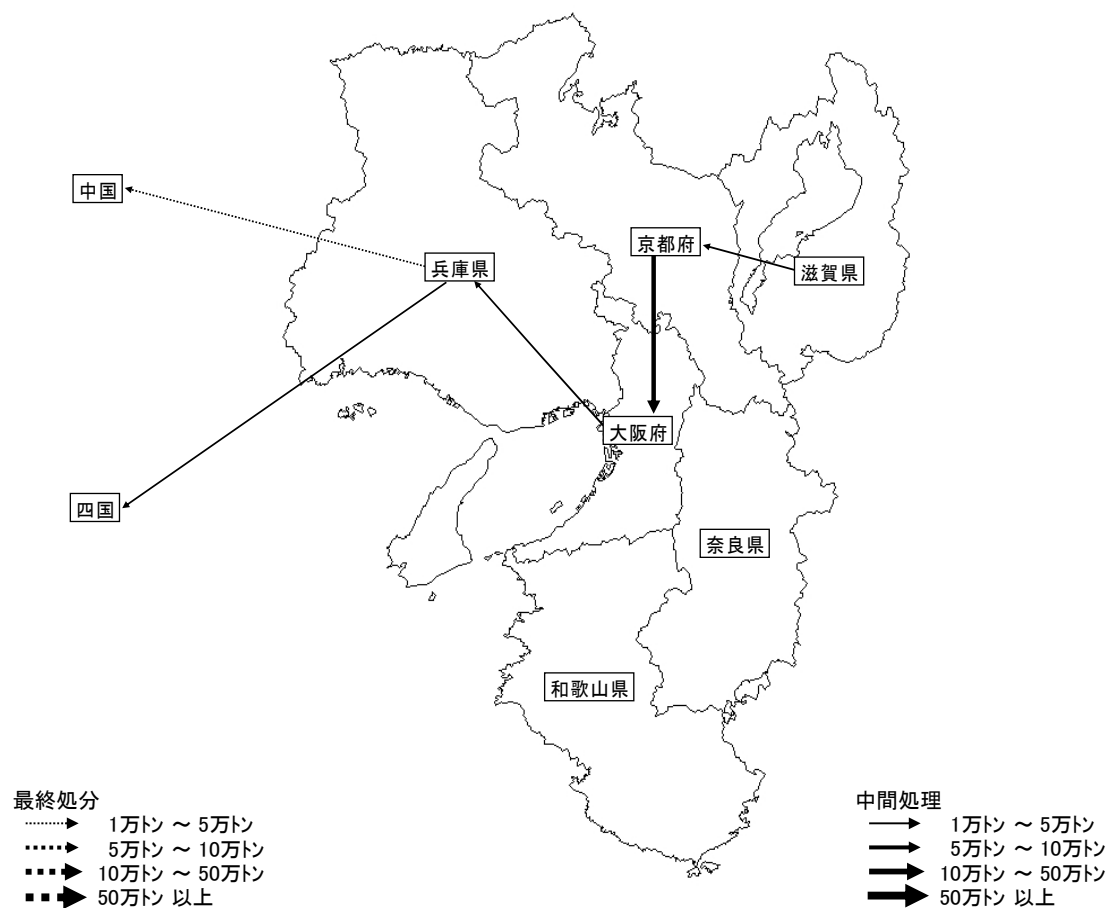 中国
京都府
兵庫県
滋賀県
大阪府
四国
奈良県
和歌山県
最終処分
1万ﾄﾝ ～ 5万ﾄﾝ
5万ﾄﾝ ～ 10万ﾄﾝ
10万ﾄﾝ ～ 50万ﾄﾝ
50万ﾄﾝ 以上
中間処理
1万ﾄﾝ ～ 5万ﾄﾝ
5万ﾄﾝ ～ 10万ﾄﾝ
10万ﾄﾝ ～ 50万ﾄﾝ
50万ﾄﾝ 以上